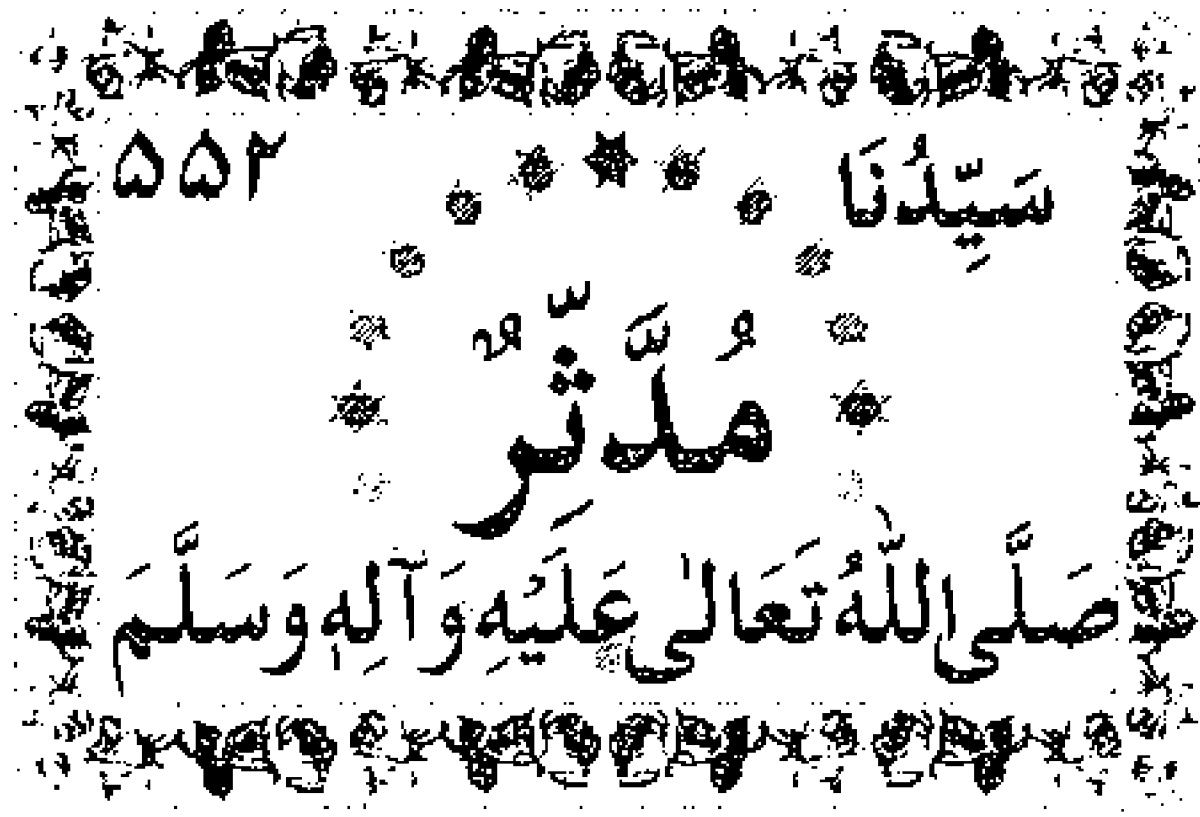 سَيِّدُنَا ۵۵۲
مُدَّثِّرٌ
صَلَّى اللّٰهُ تَعَالٰى عَلَيْهِ وَآلِهٖ وَسَلَّمَ